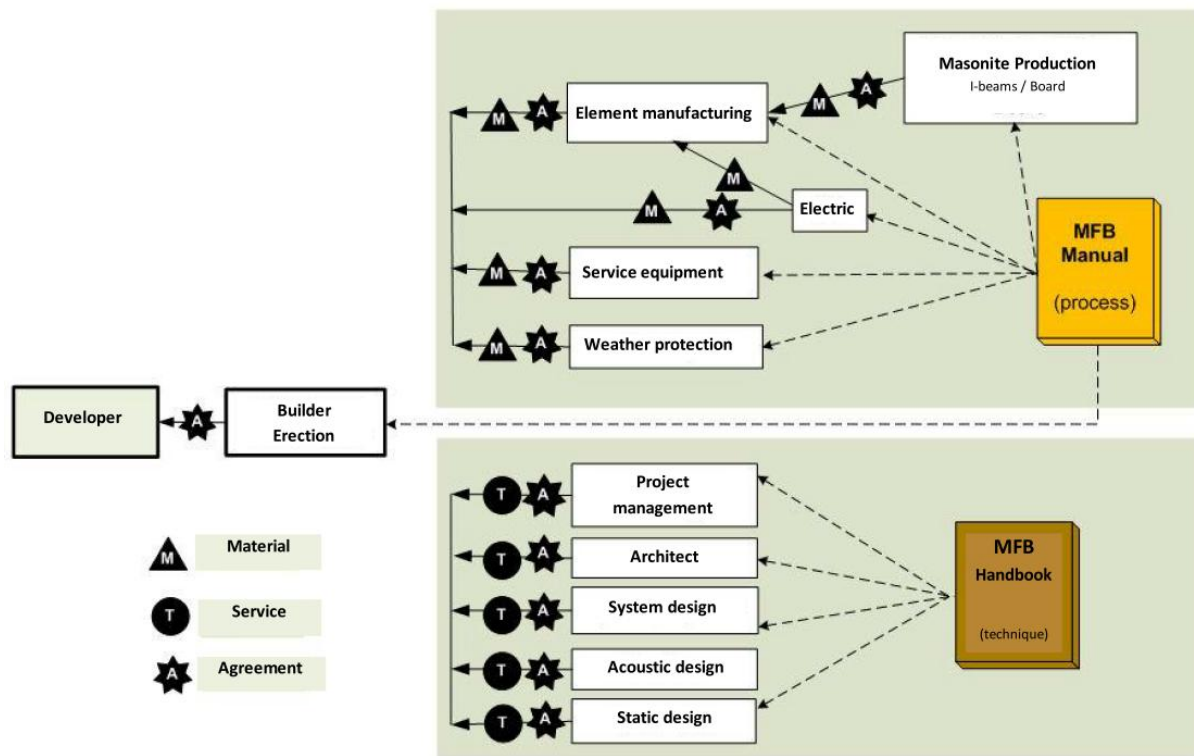 Masonite Production
I-beams / Board
M
A
Element manufacturing
M
A
M
M
A
Electric
MFB
Manual
(process)
M
A
Service equipment
M
A
Weather protection
Developer
A
Builder
Erection
T
A
Project
management
T
A
Architect
T
A
System design
T
A
Acoustic design
T
A
Static design
MFB
Handbook
(technique)
M
Material
T
Service
A
Agreement